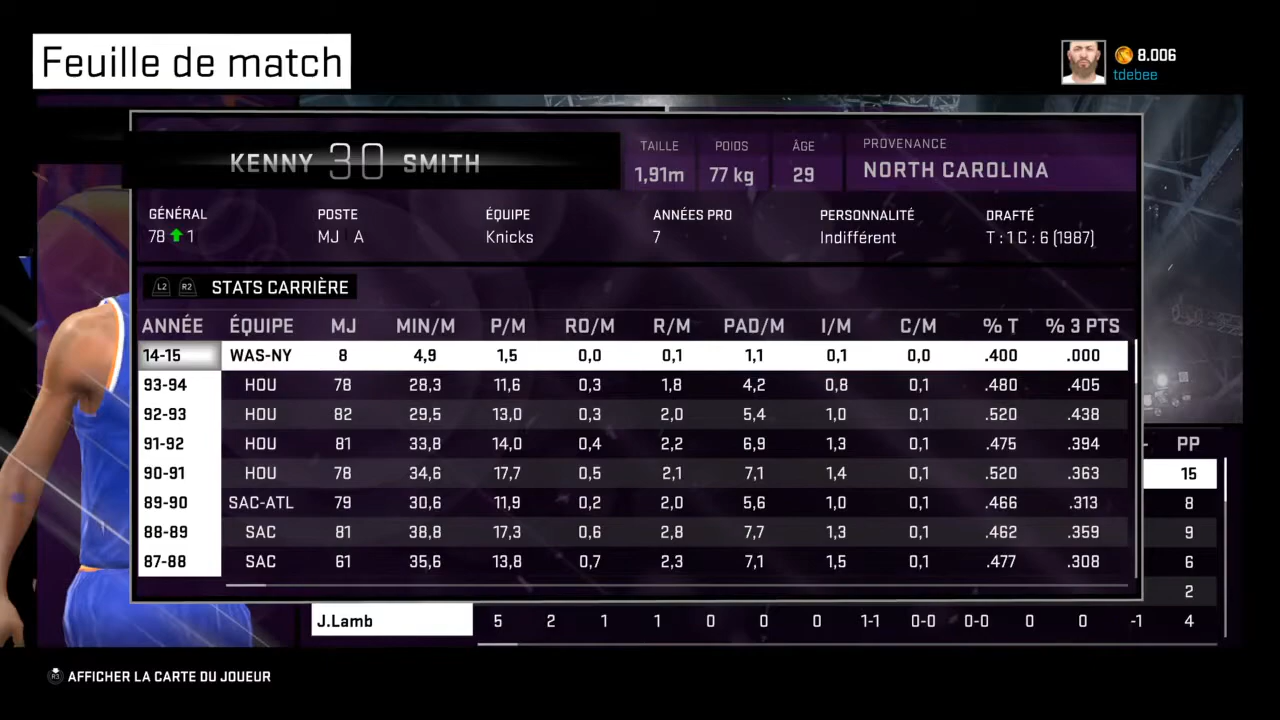 Feuille de match
8.006
tdebee
KENNY 30 SMITH
TAILLE
1,91m
POIDS
77 kg
ÂGE
29
PROVENANCE
NORTH CAROLINA
GÉNÉRAL
78 1
POSTE
MJ A
ÉQUIPE
Knicks
ANNÉES PRO
7
PERSONNALITÉ
Indifférent
DRAFTÉ
T : 1 C : 6 (1987)
L2 R2 STATS CARRIÈRE
ANNÉE ÉQUIPE MJ MIN/M P/M RO/M R/M PAD/M I/M C/M % T % 3 PTS
14-15 WAS-NY 8 4,9 1,5 0,0 0,1 1,1 0,1 0,0 .400 .000
93-94 HOU 78 28,3 11,6 0,3 1,8 4,2 0,8 0,1 .480 .405
92-93 HOU 82 29,5 13,0 0,3 2,0 5,4 1,0 0,1 .520 .438
91-92 HOU 81 33,8 14,0 0,4 2,2 6,9 1,3 0,1 .475 .394
90-91 HOU 78 34,6 17,7 0,5 2,1 7,1 1,4 0,1 .520 .363
89-90 SAC-ATL 79 30,6 11,9 0,2 2,0 5,6 1,0 0,1 .466 .313
88-89 SAC 81 38,8 17,3 0,6 2,8 7,7 1,3 0,1 .462 .359
87-88 SAC 61 35,6 13,8 0,7 2,3 7,1 1,5 0,1 .477 .308
PP
15
8
9
6
2
J.Lamb 5 2 1 1 0 0 0 1-1 0-0 0-0 0 0 -1 4
R3 AFFICHER LA CARTE DU JOUEUR